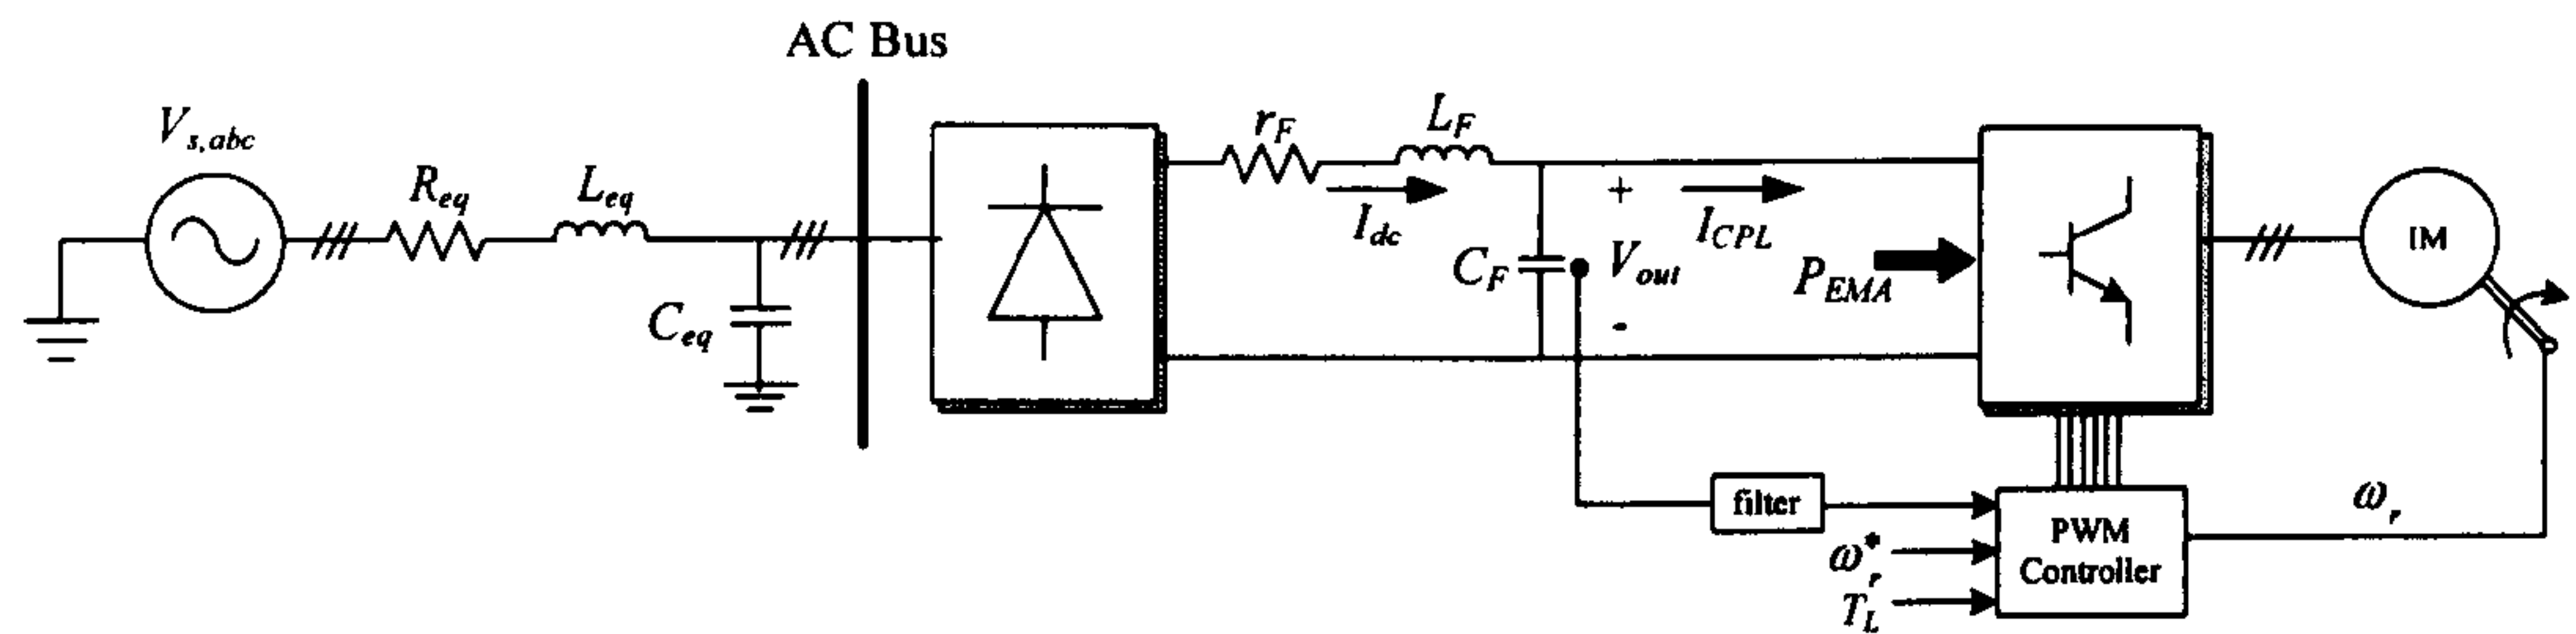 AC Bus
V_{s,abc}
R_{eq}
L_{eq}
C_{eq}
r_F
L_F
I_{dc}
C_F
+
V_{out}
-
I_{CPL}
P_{EMA}
IM
filter
ω_r^*
T_L
PWM
Controller
ω_r